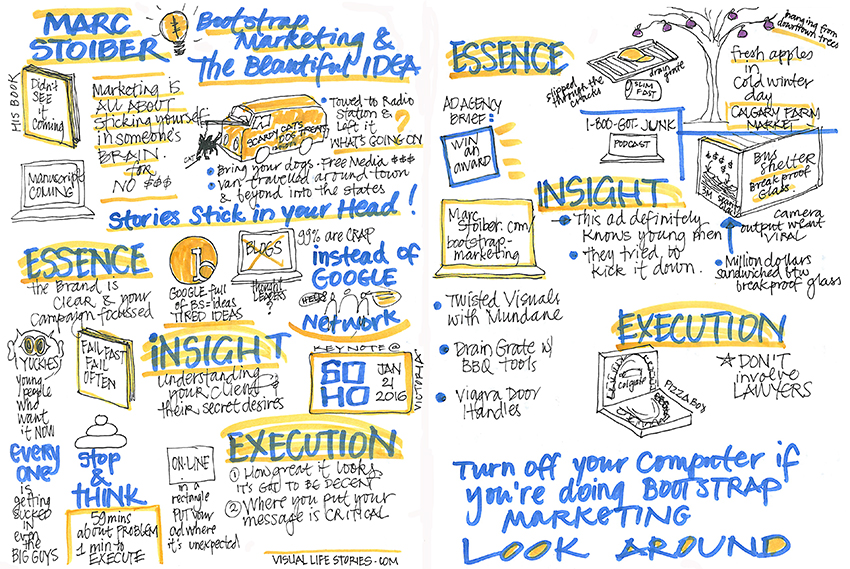 MARC
STOIBER
Bootstrap
Marketing &
The Beautiful IDEA
HIS BOOK
Didn't
SEE
it
coming
Manuscript
COMING
Marketing is
ALL ABOUT
sticking yourself
in someone's
BRAIN.
for
NO $$$
SCARDY CATS
DOG TREATS
CAT
• Towed to Radio
Station &
Left it
WHAT'S GOING ON
?
• Bring your dogs - Free Media $$$
• Van travelled around town
& beyond into the states
Stories Stick in your Head!
ESSENCE
the Brand is
Clear & your
Campaign focussed
GOOGLE full
of BS=ideas
TIRED IDEAS
BLOGS
thought
LEADERS
?
99% are CRAP
instead of
GOOGLE
HELP
Network
YUCKIES
young
people
who
want
it NOW
FAIL FAST
FAIL
OFTEN
INSIGHT
understanding
your client
their secret desires
KEYNOTE @
SO
HO
JAN
21
2016
VICTORIA
EVERY
ONE
is
getting
SUCKED
IN
even
the
BIG GUYS
Stop
&
THINK
59 mins
about PROBLEM
1 min to
EXECUTE
ON-LINE
in a
rectangle
PUT your
ad where
it's unexpected
EXECUTION
① How great it looks
IT'S GOT TO BE DECENT
② Where you put your
message is CRITICAL
VISUAL LIFE STORIES.COM
ESSENCE
slipped
through the
cracks
drain
grate
SLIM
FAST
hanging from
downtown trees
fresh apples
in
cold winter
day
CALGARY FARM
MARKET
AD AGENCY
BRIEF:
WIN
an
AWARD
1-800-GOT JUNK
PODCAST
Bus
shelter
Breakproof
Glass.
$$$$
3M
INSIGHT
Marc
Stoiber.com/
bootstrap-
marketing
• This ad definitely
Knows young men
• They tried to
kick it down.
camera
output went
VIRAL
• Million dollars
sandwiched btw
breakproof glass
• Twisted Visuals
with Mundane
• Drain Grate w/
BBQ Tools
• Viagra Door
Handles
EXECUTION
colgate
PIZZA BOX
DON'T
involve
LAWYERS
Turn off your Computer if
you're doing BOOTSTRAP
MARKETING
LOOK AROUND